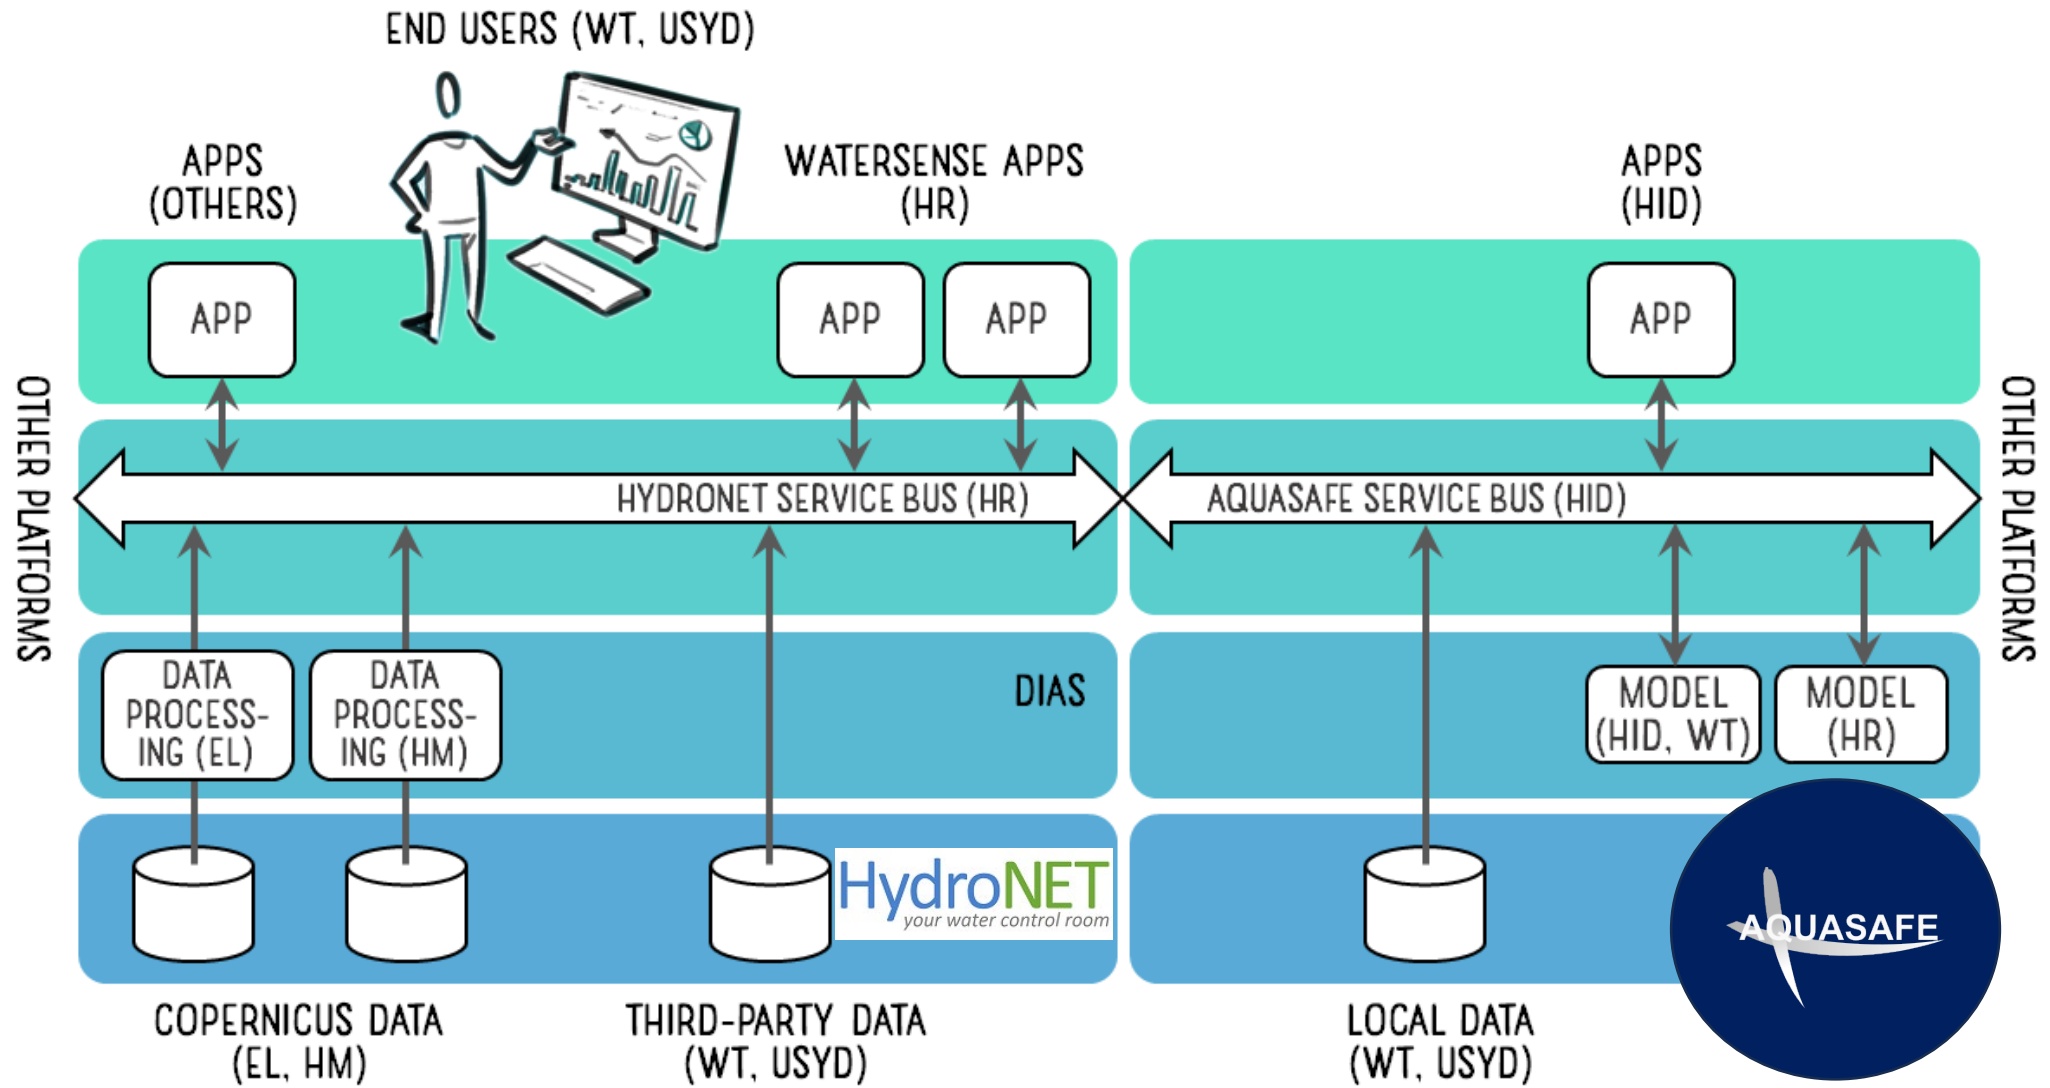 END USERS (WT, USYD)
APPS
(OTHERS)
WATERSENSE APPS
(HR)
APPS
(HID)
APP
APP
APP
APP
OTHER PLATFORMS
OTHER PLATFORMS
HYDRONET SERVICE BUS (HR)
AQUASAFE SERVICE BUS (HID)
DATA
PROCESS-
ING (EL)
DATA
PROCESS-
ING (HM)
DIAS
MODEL
(HID, WT)
MODEL
(HR)
HydroNET
your water control room
AQUASAFE
COPERNICUS DATA
(EL, HM)
THIRD-PARTY DATA
(WT, USYD)
LOCAL DATA
(WT, USYD)